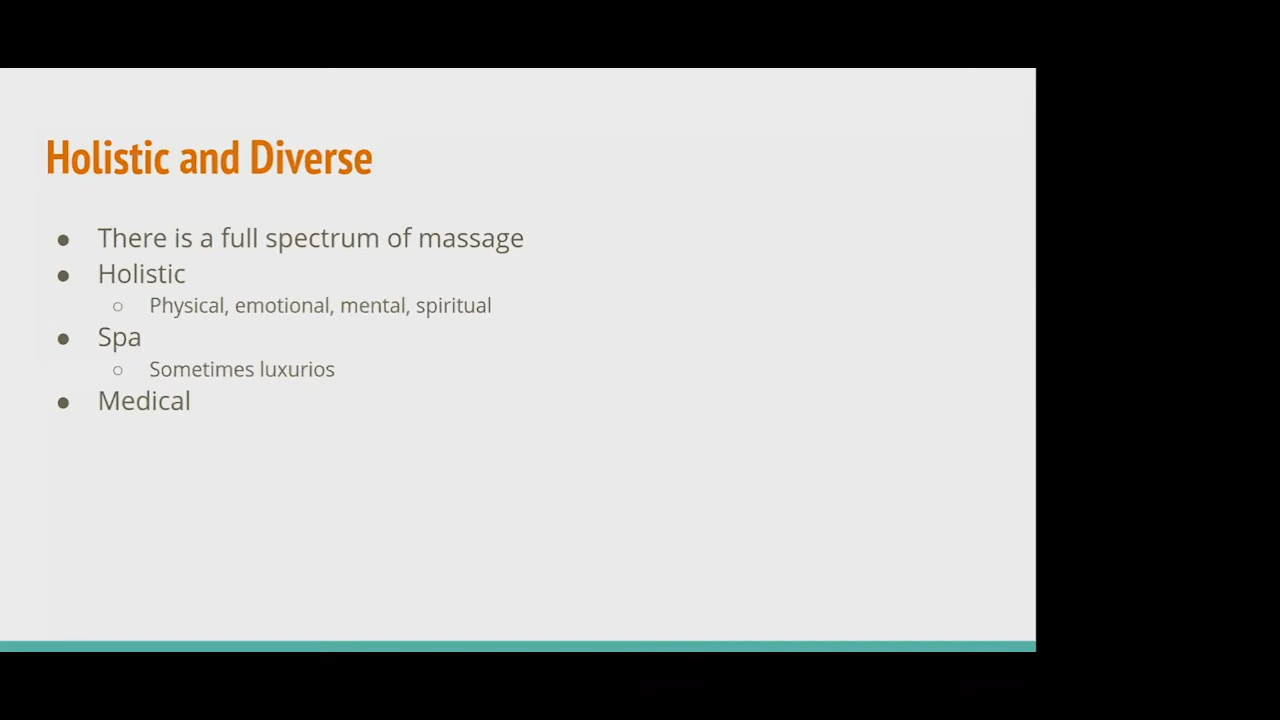 Holistic and Diverse
● There is a full spectrum of massage
● Holistic
○ Physical, emotional, mental, spiritual
● Spa
○ Sometimes luxurios
● Medical